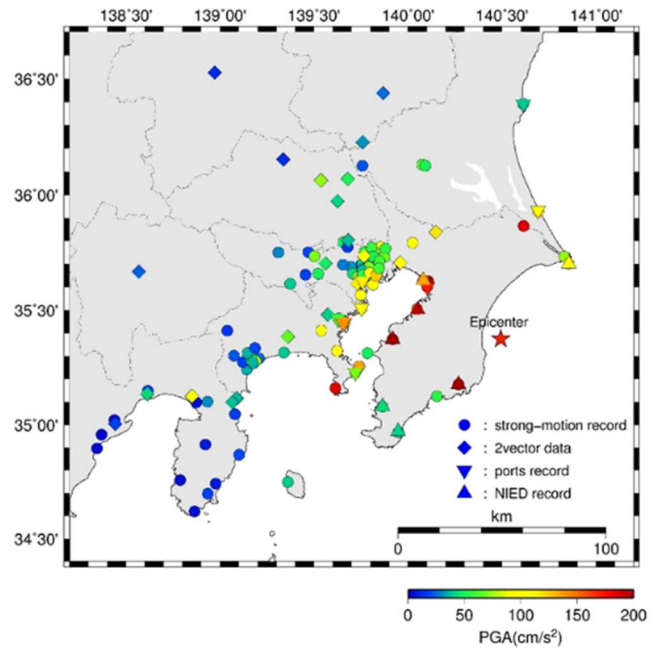 138°30' 139°00' 139°30' 140°00' 140°30' 141°00'
36°30'
36°00'
35°30'
35°00'
34°30'
Epicenter
: strong-motion record
: 2vector data
: ports record
: NIED record
km
0 100
0 50 100 150 200
PGA(cm/s²)